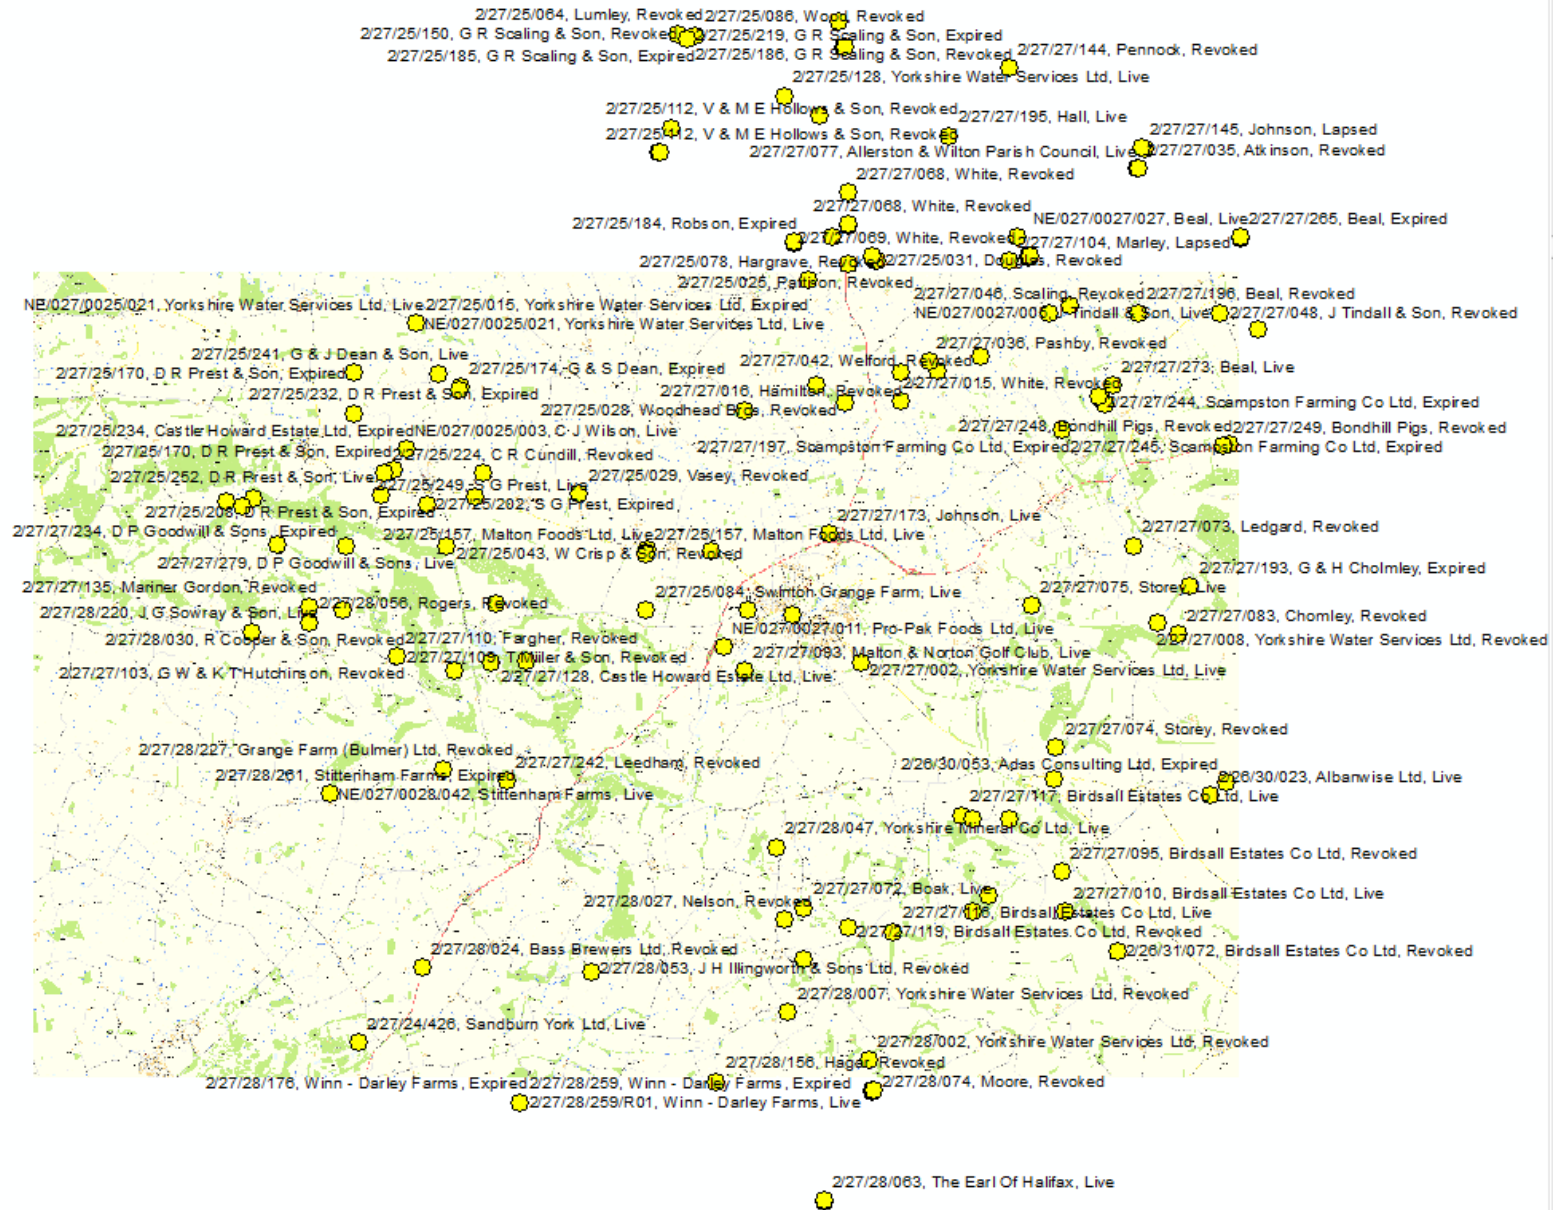 2/27/25/064, Lumley, Revoked
2/27/25/086, Wood, Revoked
2/27/25/150, G R Scaling & Son, Revoked
2/27/25/219, G R Scaling & Son, Expired
2/27/25/185, G R Scaling & Son, Expired
2/27/25/186, G R Scaling & Son, Revoked
2/27/27/144, Pennock, Revoked
2/27/25/128, Yorkshire Water Services Ltd, Live
2/27/25/112, V & M E Hollows & Son, Revoked
2/27/27/195, Hall, Live
2/27/25/112, V & M E Hollows & Son, Revoked
2/27/27/145, Johnson, Lapsed
2/27/27/077, Allerston & Wilton Parish Council, Live
2/27/27/035, Atkinson, Revoked
2/27/27/068, White, Revoked
2/27/27/068, White, Revoked
2/27/25/184, Robson, Expired
NE/027/0027/027, Beal, Live
2/27/27/265, Beal, Expired
2/27/27/069, White, Revoked
2/27/27/104, Marley, Lapsed
2/27/25/078, Hargrave, Revoked
2/27/25/031, Douglas, Revoked
2/27/25/025, Pattison, Revoked
2/27/27/046, Scaling, Revoked
2/27/27/196, Beal, Revoked
NE/027/0025/021, Yorkshire Water Services Ltd, Live
2/27/25/015, Yorkshire Water Services Ltd, Expired
NE/027/0027/006, J Tindall & Son, Live
2/27/27/048, J Tindall & Son, Revoked
NE/027/0025/021, Yorkshire Water Services Ltd, Live
2/27/27/036, Pashby, Revoked
2/27/25/241, G & J Dean & Son, Live
2/27/27/042, Welford, Revoked
2/27/25/170, D R Prest & Son, Expired
2/27/25/174, G & S Dean, Expired
2/27/27/273, Beal, Live
2/27/25/232, D R Prest & Son, Expired
2/27/27/016, Hamilton, Revoked
2/27/27/015, White, Revoked
2/27/25/028, Woodhead Bros, Revoked
2/27/27/244, Scampston Farming Co Ltd, Expired
2/27/25/234, Castle Howard Estate Ltd, Expired
NE/027/0025/003, C J Wilson, Live
2/27/27/248, Bondhill Pigs, Revoked
2/27/27/249, Bondhill Pigs, Revoked
2/27/25/170, D R Prest & Son, Expired
2/27/25/224, C R Cundill, Revoked
2/27/27/197, Scampston Farming Co Ltd, Expired
2/27/27/245, Scampston Farming Co Ltd, Expired
2/27/25/252, D R Prest & Son, Live
2/27/25/249, S G Prest, Live
2/27/25/029, Vasey, Revoked
2/27/25/208, D R Prest & Son, Expired
2/27/25/202, S G Prest, Expired
2/27/27/173, Johnson, Live
2/27/27/234, D P Goodwill & Sons, Expired
2/27/25/157, Malton Foods Ltd, Live
2/27/25/157, Malton Foods Ltd, Live
2/27/27/073, Ledgard, Revoked
2/27/27/279, D P Goodwill & Sons, Live
2/27/25/043, W Crisp & Son, Revoked
2/27/27/193, G & H Cholmley, Expired
2/27/27/135, Mariner Gordon, Revoked
2/27/25/084, Swinton Grange Farm, Live
2/27/27/075, Storey, Live
2/27/28/220, J G Sowray & Son, Live
2/27/28/056, Rogers, Revoked
2/27/27/083, Chomley, Revoked
2/27/28/030, R Cooper & Son, Revoked
2/27/27/110, Fargher, Revoked
NE/027/0027/011, Pro-Pak Foods Ltd, Live
2/27/27/008, Yorkshire Water Services Ltd, Revoked
2/27/27/109, T Miller & Son, Revoked
2/27/27/093, Malton & Norton Golf Club, Live
2/27/27/103, G W & K T Hutchinson, Revoked
2/27/27/128, Castle Howard Estate Ltd, Live
2/27/27/002, Yorkshire Water Services Ltd, Live
2/27/27/074, Storey, Revoked
2/27/28/227, Grange Farm (Bulmer) Ltd, Revoked
2/27/27/242, Leedham, Revoked
2/26/30/053, Adas Consulting Ltd, Expired
2/27/28/261, Stittenham Farms, Expired
2/26/30/023, Albanwise Ltd, Live
NE/027/0028/042, Stittenham Farms, Live
2/27/27/117, Birdsall Estates Co Ltd, Live
2/27/28/047, Yorkshire Mineral Co Ltd, Live
2/27/27/095, Birdsall Estates Co Ltd, Revoked
2/27/27/072, Boak, Live
2/27/27/010, Birdsall Estates Co Ltd, Live
2/27/28/027, Nelson, Revoked
2/27/27/116, Birdsall Estates Co Ltd, Live
2/27/27/119, Birdsall Estates Co Ltd, Revoked
2/27/28/024, Bass Brewers Ltd, Revoked
2/26/31/072, Birdsall Estates Co Ltd, Revoked
2/27/28/053, J H Illingworth & Sons Ltd, Revoked
2/27/28/007, Yorkshire Water Services Ltd, Revoked
2/27/24/426, Sandburn York Ltd, Live
2/27/28/002, Yorkshire Water Services Ltd, Revoked
2/27/28/156, Hagar, Revoked
2/27/28/176, Winn - Darley Farms, Expired
2/27/28/259, Winn - Darley Farms, Expired
2/27/28/074, Moore, Revoked
2/27/28/259/R01, Winn - Darley Farms, Live
2/27/28/063, The Earl Of Halifax, Live